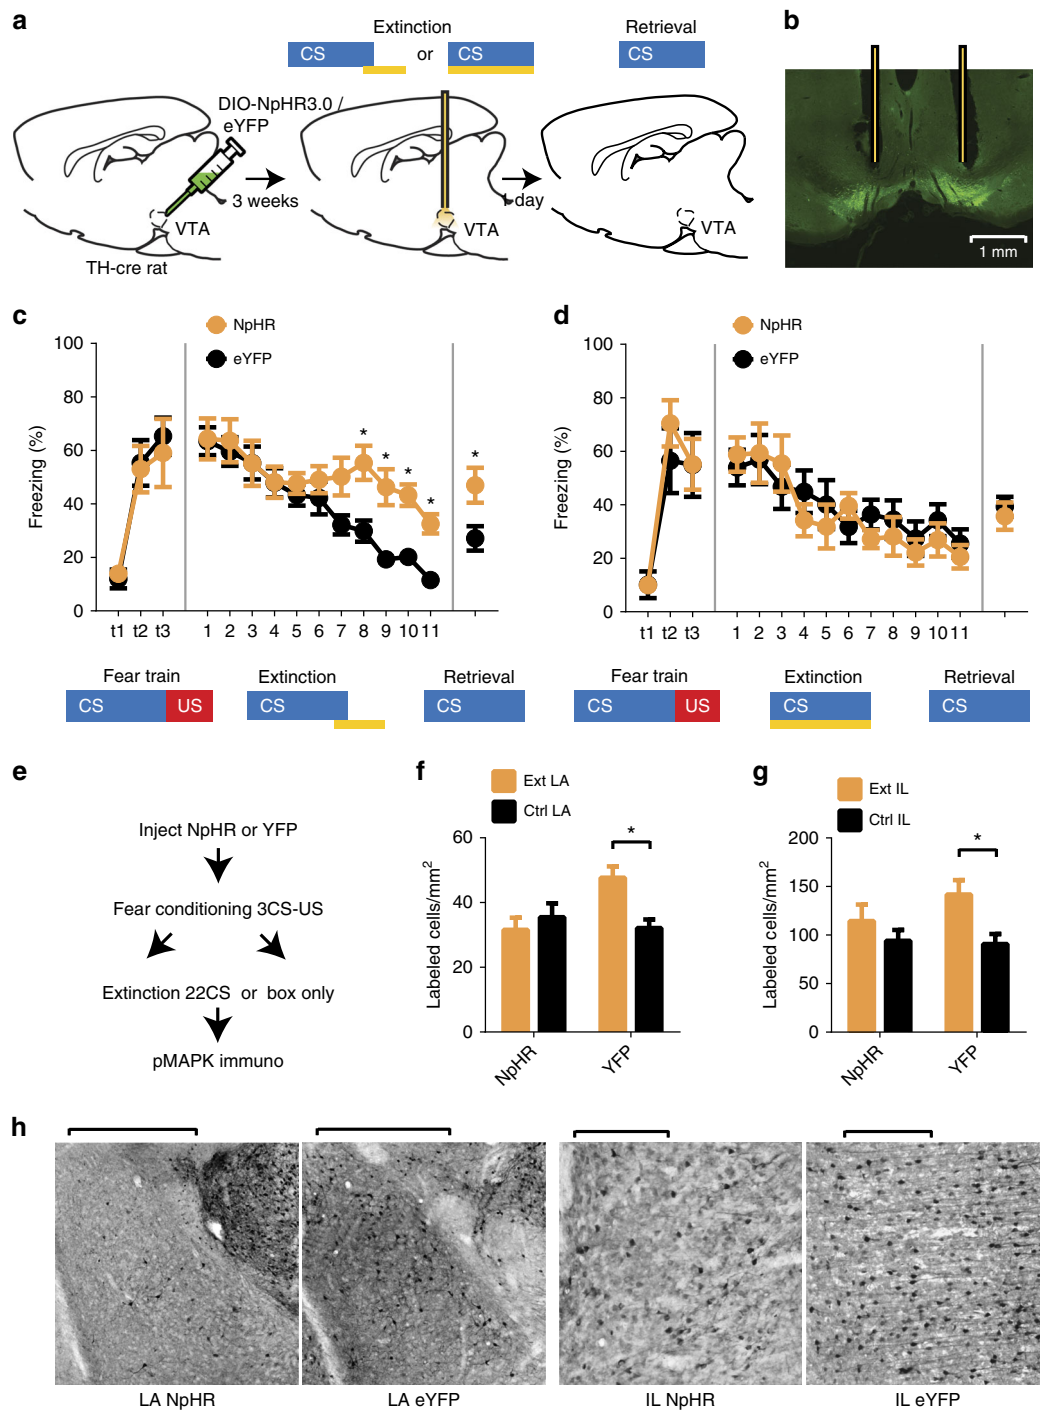 a
Extinction
Retrieval
CS
or
CS
CS
DIO-NpHR3.0 /
eYFP
3 weeks
1 day
VTA
VTA
VTA
TH-cre rat
b
1 mm
c
NpHR
eYFP
Freezing (%)
100
80
60
40
20
0
* * * * *
t1 t2 t3 1 2 3 4 5 6 7 8 9 10 11
Fear train
Extinction
Retrieval
CS US
CS
CS
d
NpHR
eYFP
Freezing (%)
100
80
60
40
20
0
t1 t2 t3 1 2 3 4 5 6 7 8 9 10 11
Fear train
Extinction
Retrieval
CS US
CS
CS
e
Inject NpHR or YFP
Fear conditioning 3CS-US
Extinction 22CS or box only
pMAPK immuno
f
Ext LA
Ctrl LA
Labeled cells/mm²
60
40
20
0
*
NpHR YFP
g
Ext IL
Ctrl IL
Labeled cells/mm²
200
150
100
50
0
*
NpHR YFP
h
LA NpHR
LA eYFP
IL NpHR
IL eYFP